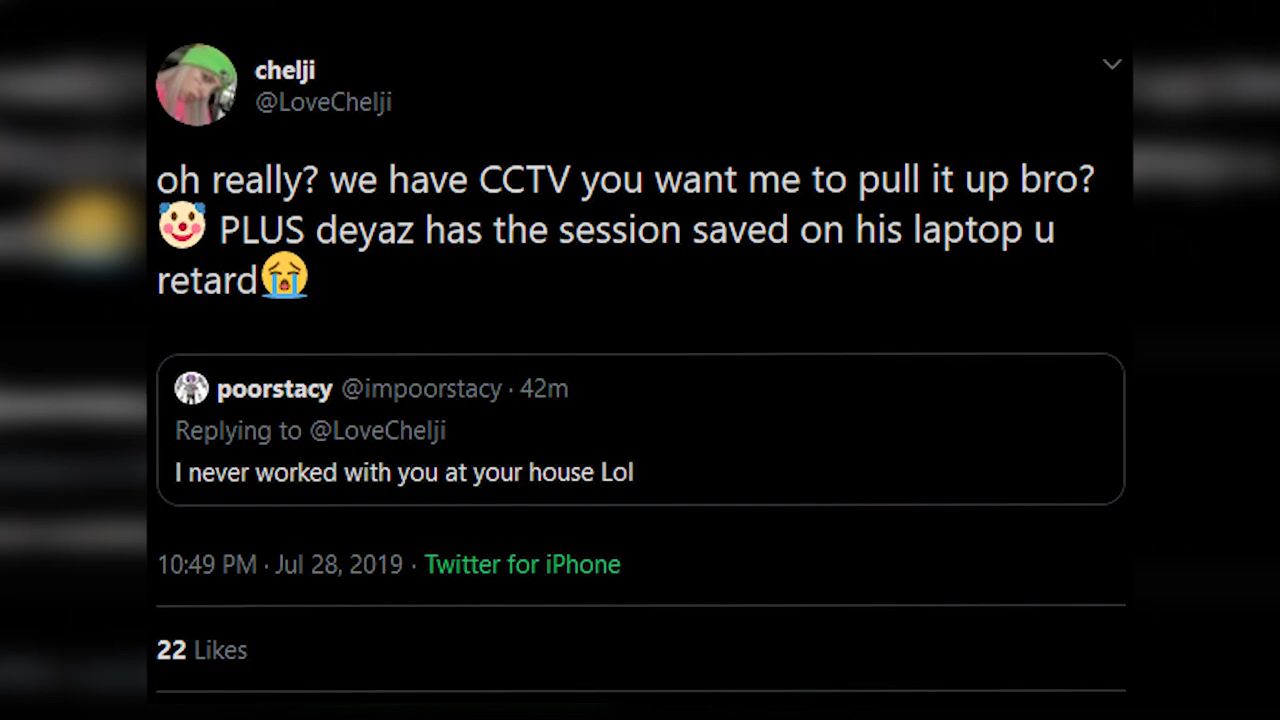 chelji
@LoveChelji
oh really? we have CCTV you want me to pull it up bro?
🤡 PLUS deyaz has the session saved on his laptop u
retard😭
poorstacy @impoorstacy · 42m
Replying to @LoveChelji
I never worked with you at your house Lol
10:49 PM · Jul 28, 2019 · Twitter for iPhone
22 Likes